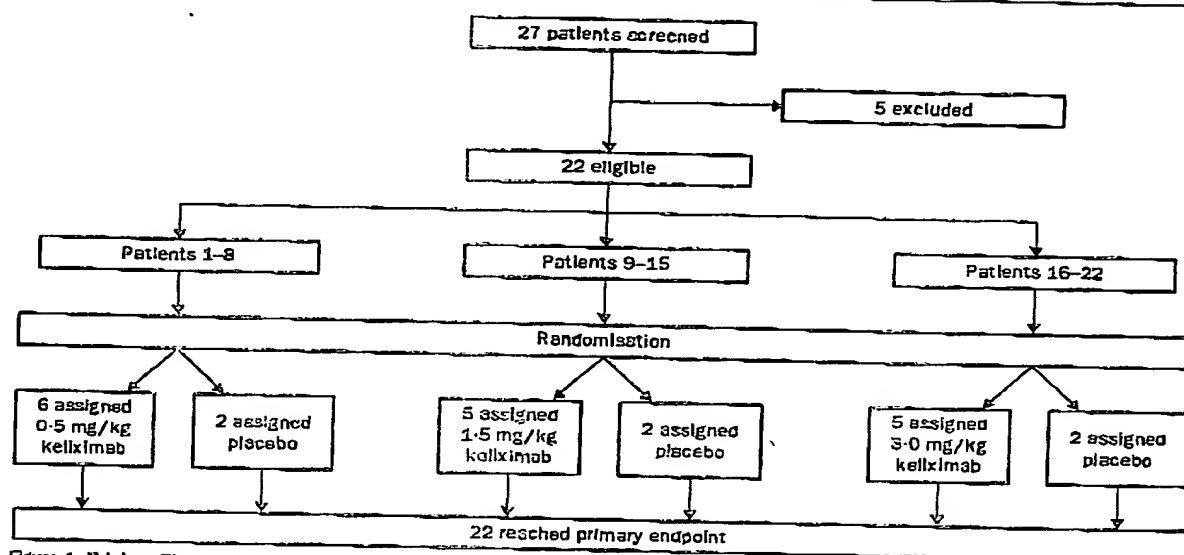 27 patients screened
5 excluded
22 eligible
Patients 1–8
Patients 9–15
Patients 16–22
Randomisation
6 assigned
0·5 mg/kg
keliximab
2 assigned
placebo
5 assigned
1·5 mg/kg
keliximab
2 assigned
placebo
5 assigned
3·0 mg/kg
keliximab
2 assigned
placebo
22 reached primary endpoint